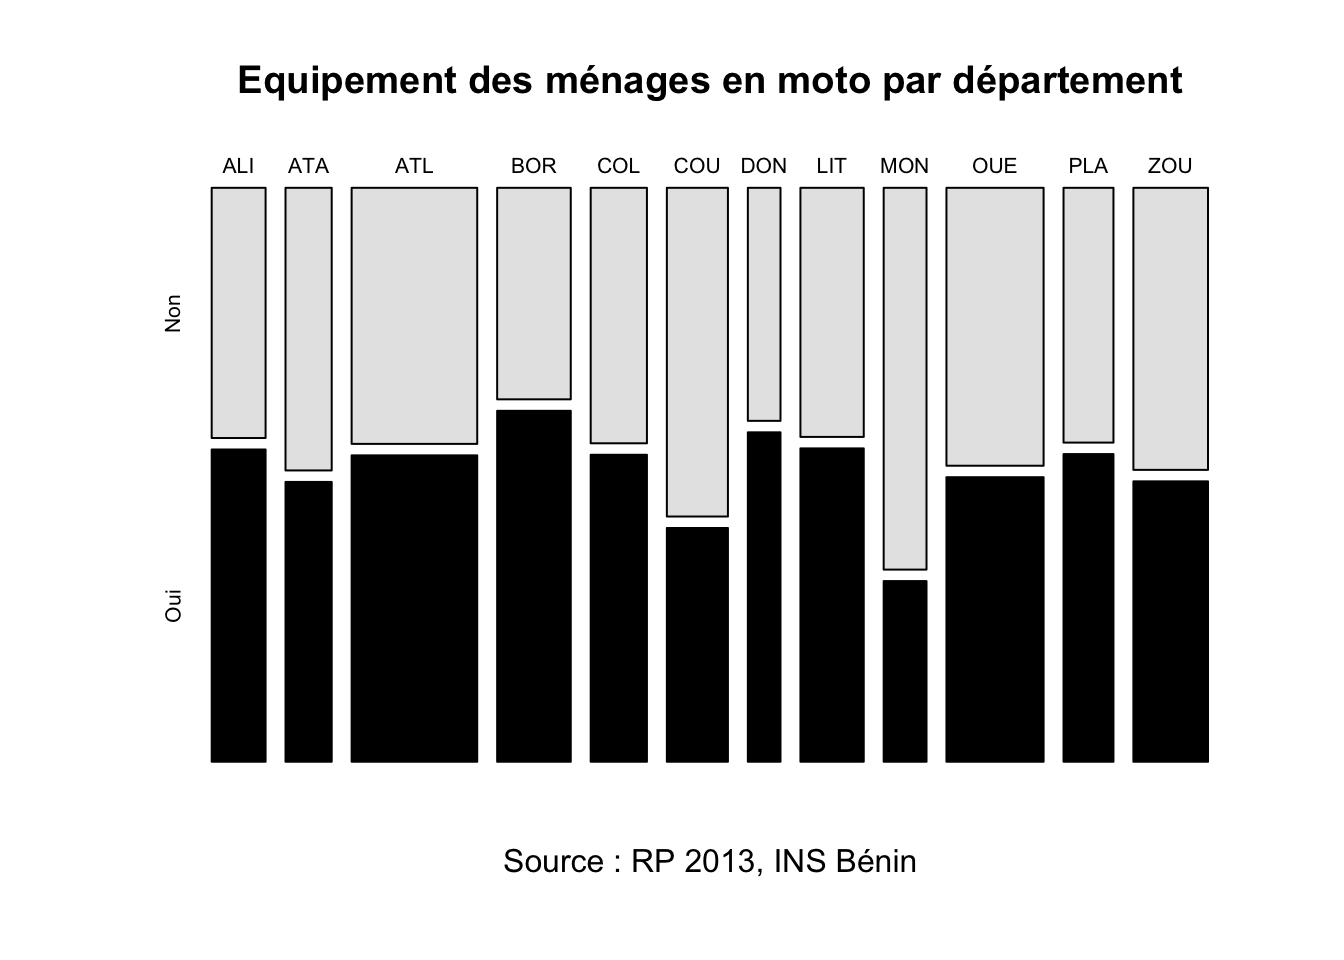 Equipement des ménages en moto par département
ALI ATA ATL BOR COL COU DON LIT MON OUE PLA ZOU
Non
Oui
Source : RP 2013, INS Bénin